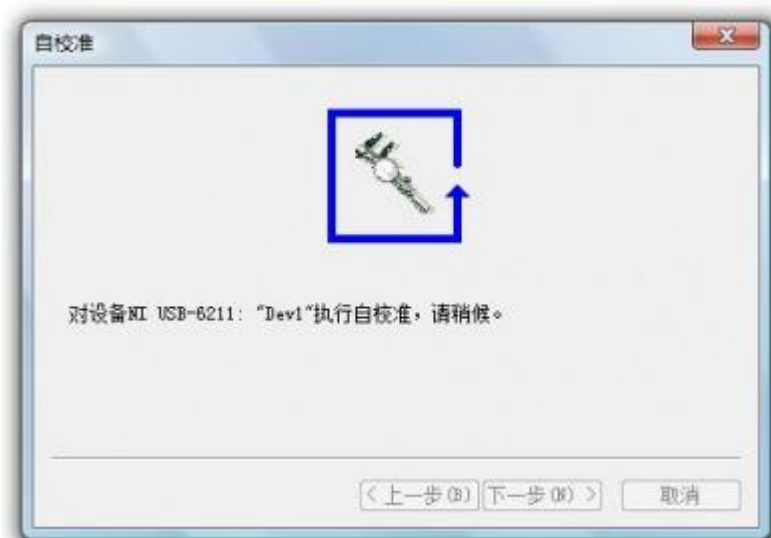 自校准
对设备NI USB-6211: "Dev1"执行自校准，请稍候。
<上一步(B) 下一步(N) > 取消